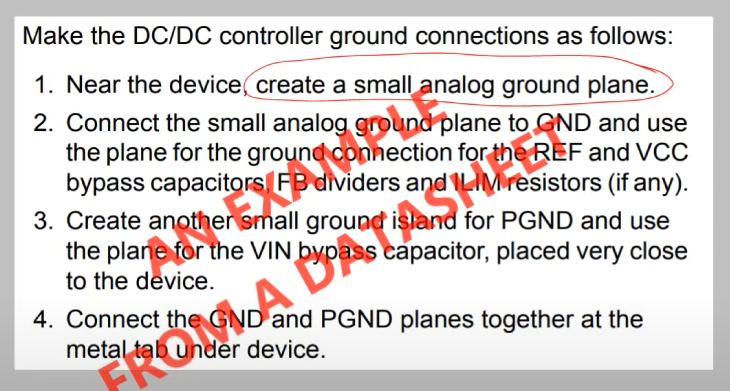 Make the DC/DC controller ground connections as follows:
1. Near the device, create a small analog ground plane.
2. Connect the small analog ground plane to GND and use
the plane for the ground connection for the REF and VCC
bypass capacitors, FB dividers and ILIM resistors (if any).
3. Create another small ground island for PGND and use
the plane for the VIN bypass capacitor, placed very close
to the device.
4. Connect the GND and PGND planes together at the
metal tab under device.
AN EXAMPLE
FROM A DATASHEET